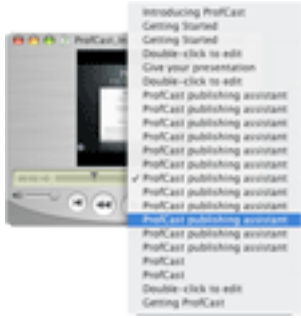 ProfCast_
Introducing ProfCast
Getting Started
Getting Started
Double-click to edit
Give your presentation
Double-click to edit
ProfCast publishing assistant
ProfCast publishing assistant
ProfCast publishing assistant
ProfCast publishing assistant
ProfCast publishing assistant
ProfCast publishing assistant
✓ ProfCast publishing assistant
ProfCast publishing assistant
ProfCast publishing assistant
ProfCast publishing assistant
ProfCast publishing assistant
ProfCast publishing assistant
ProfCast
ProfCast
Double-click to edit
Getting ProfCast